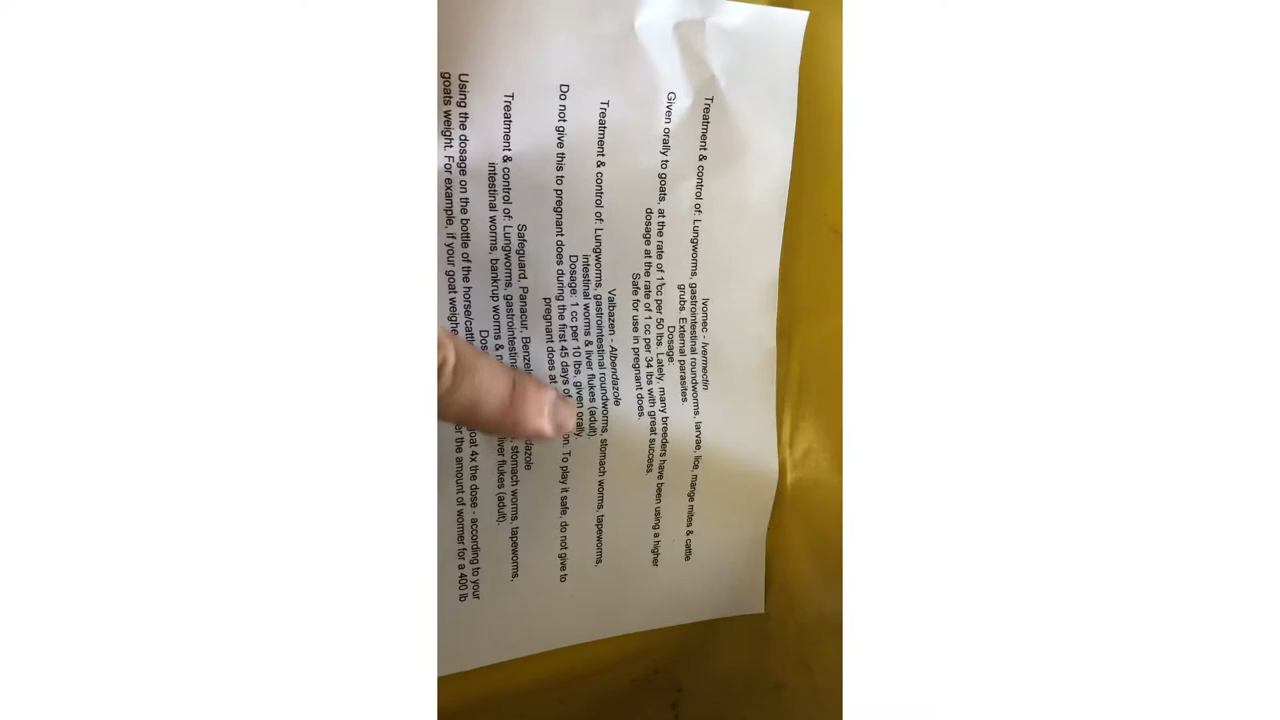 Ivomec - Ivermectin
Treatment & control of: Lungworms, gastrointestinal roundworms, larvae, lice, mange mites & cattle
grubs. External parasites.
Dosage:
Given orally to goats, at the rate of 1 cc per 50 lbs. Lately, many breeders have been using a higher
dosage at the rate of 1 cc per 34 lbs with great success.
Safe for use in pregnant does.
Valbazen - Albendazole
Treatment & control of: Lungworms, gastrointestinal roundworms, stomach worms, tapeworms,
intestinal worms & liver flukes (adult).
Dosage: 1 cc per 10 lbs, given orally.
Do not give this to pregnant does during the first 45 days of To play it safe, do not give to
pregnant does at
Safeguard, Panacur,
Treatment & control of: Lungworms, stomach worms, tapeworms,
intestinal worms, bankrup worms & liver flukes (adult).
Using the dosage on the bottle of the goat 4x the dose - according to your
goats weight. For example, if your goat the amount of wormer for a 400 lb